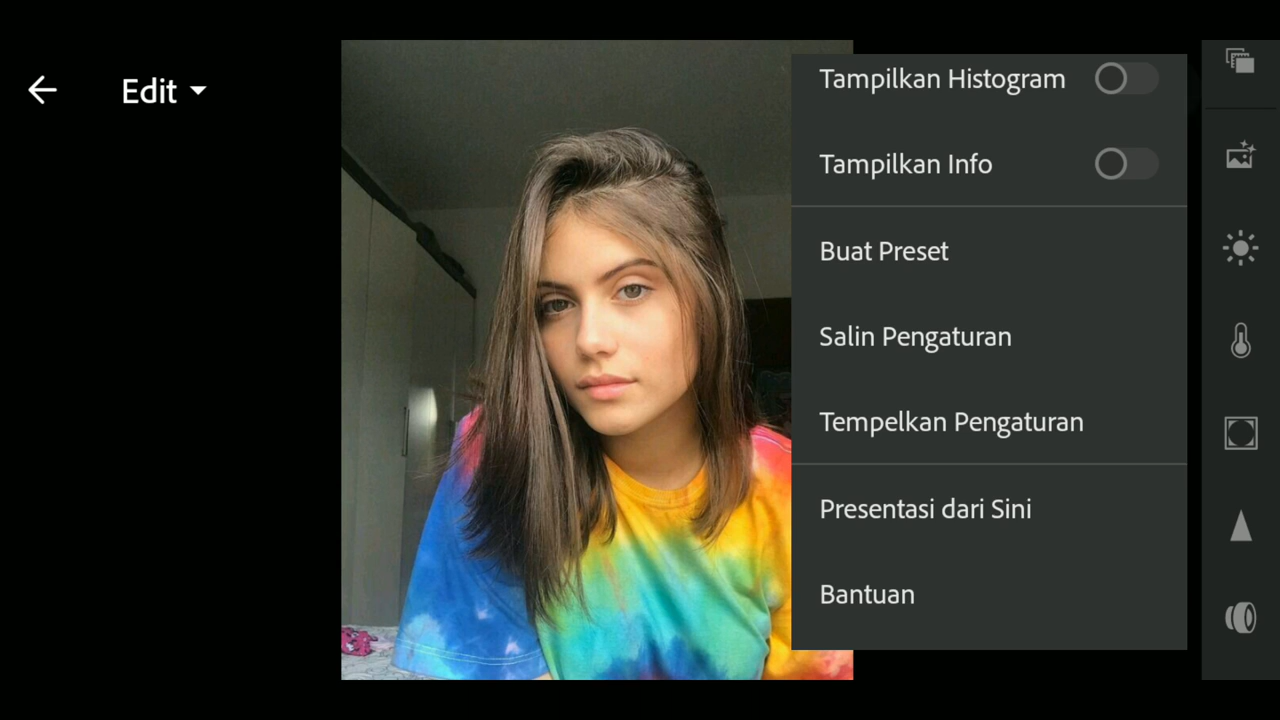 Edit
Tampilkan Histogram
Tampilkan Info
Buat Preset
Salin Pengaturan
Tempelkan Pengaturan
Presentasi dari Sini
Bantuan